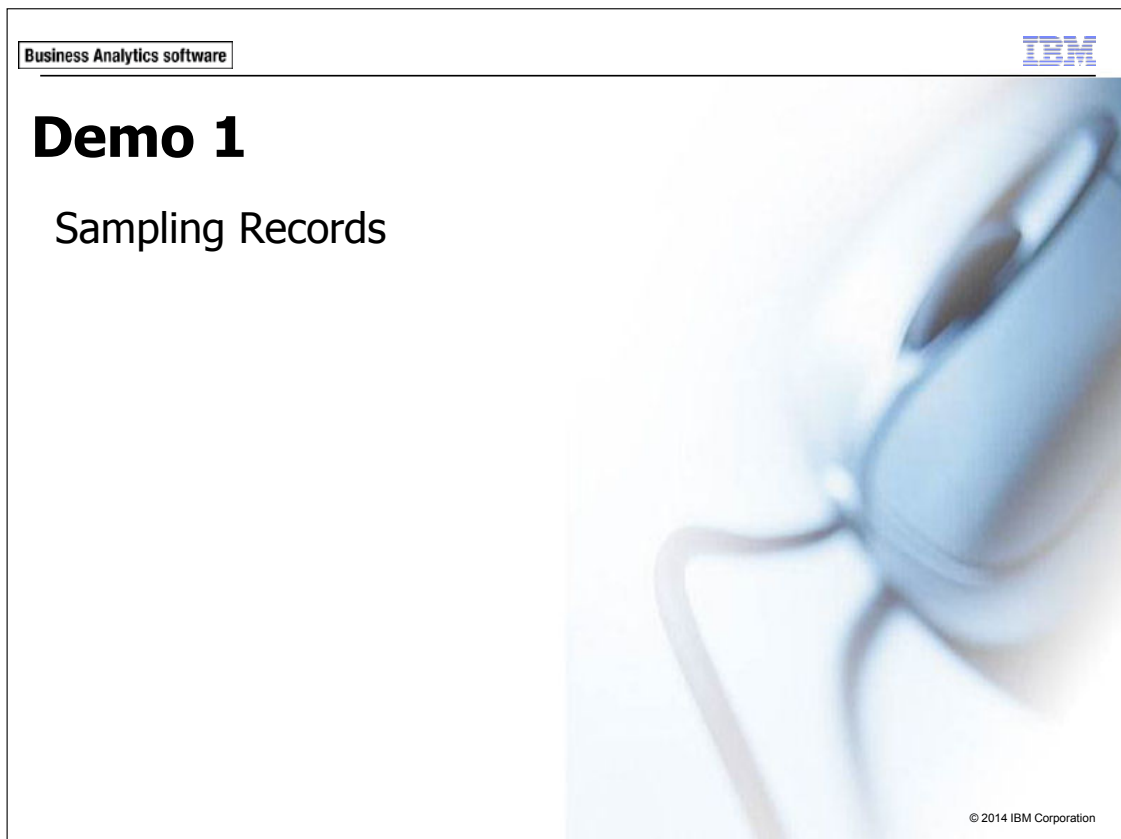 Business Analytics software
IBM
Demo 1
Sampling Records
© 2014 IBM Corporation